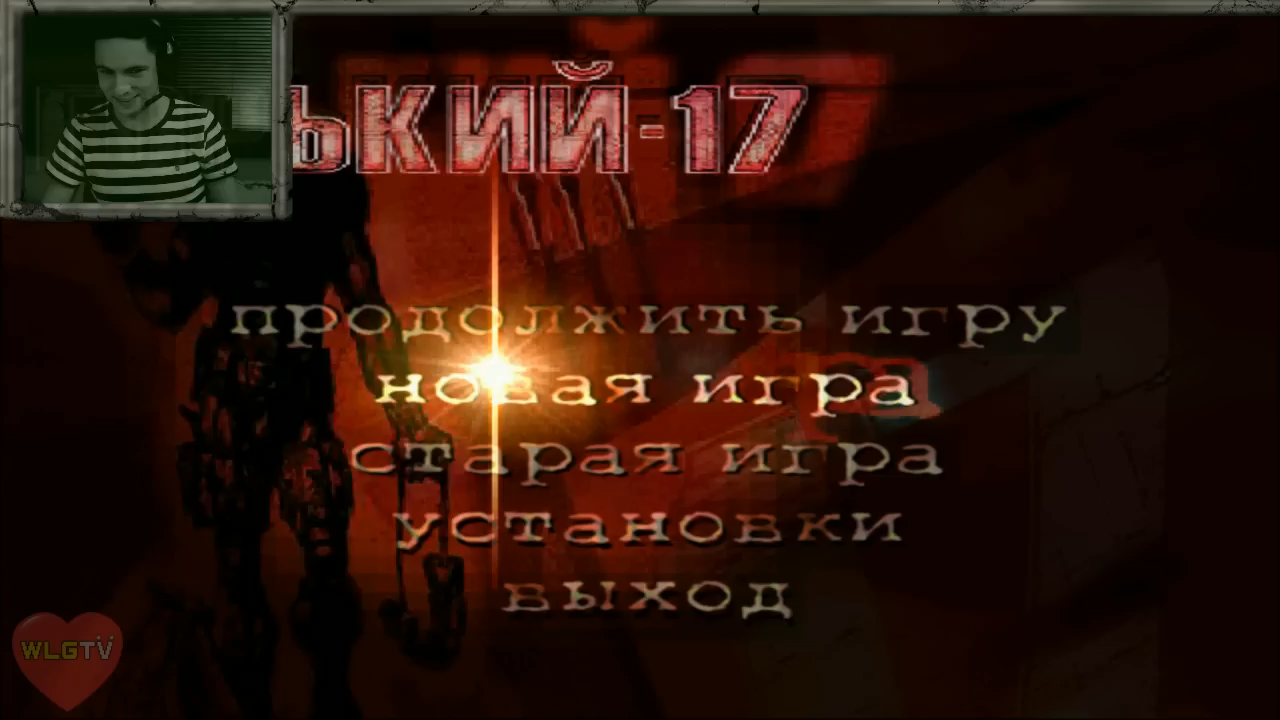 ЬКИЙ-17
продолжить игру
новая игра
старая игра
установки
выход
WLGTV